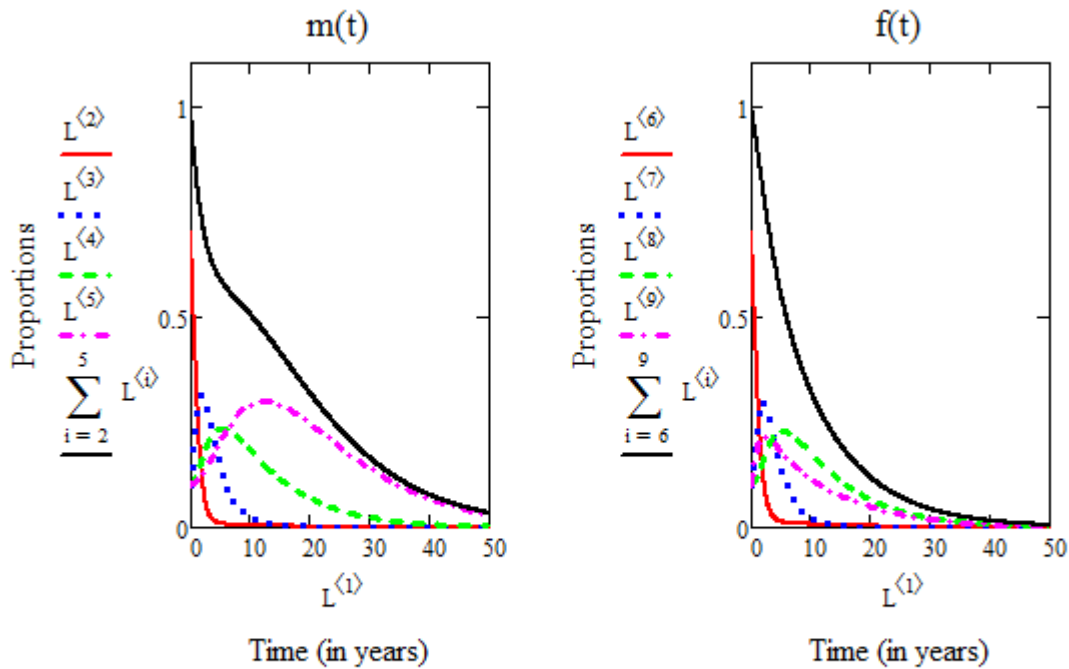 m(t)
Proportions
L⟨2⟩
L⟨3⟩
L⟨4⟩
L⟨5⟩
5
∑ L⟨i⟩
i = 2
1
0.5
0
0 10 20 30 40 50
L⟨1⟩
Time (in years)
f(t)
Proportions
L⟨6⟩
L⟨7⟩
L⟨8⟩
L⟨9⟩
9
∑ L⟨i⟩
i = 6
1
0.5
0
0 10 20 30 40 50
L⟨1⟩
Time (in years)